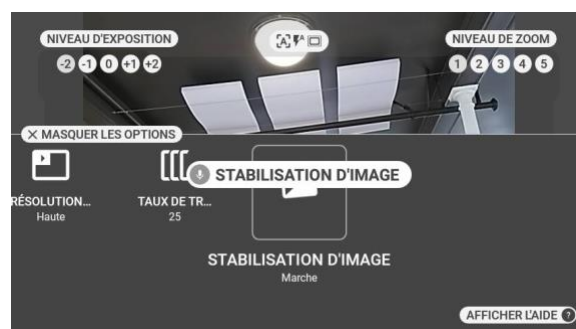 NIVEAU D'EXPOSITION
-2 -1 0 +1 +2
A
A
NIVEAU DE ZOOM
1 2 3 4 5
MASQUER LES OPTIONS
RÉSOLUTION...
Haute
TAUX DE TR...
25
STABILISATION D'IMAGE
STABILISATION D'IMAGE
Marche
AFFICHER L'AIDE ?